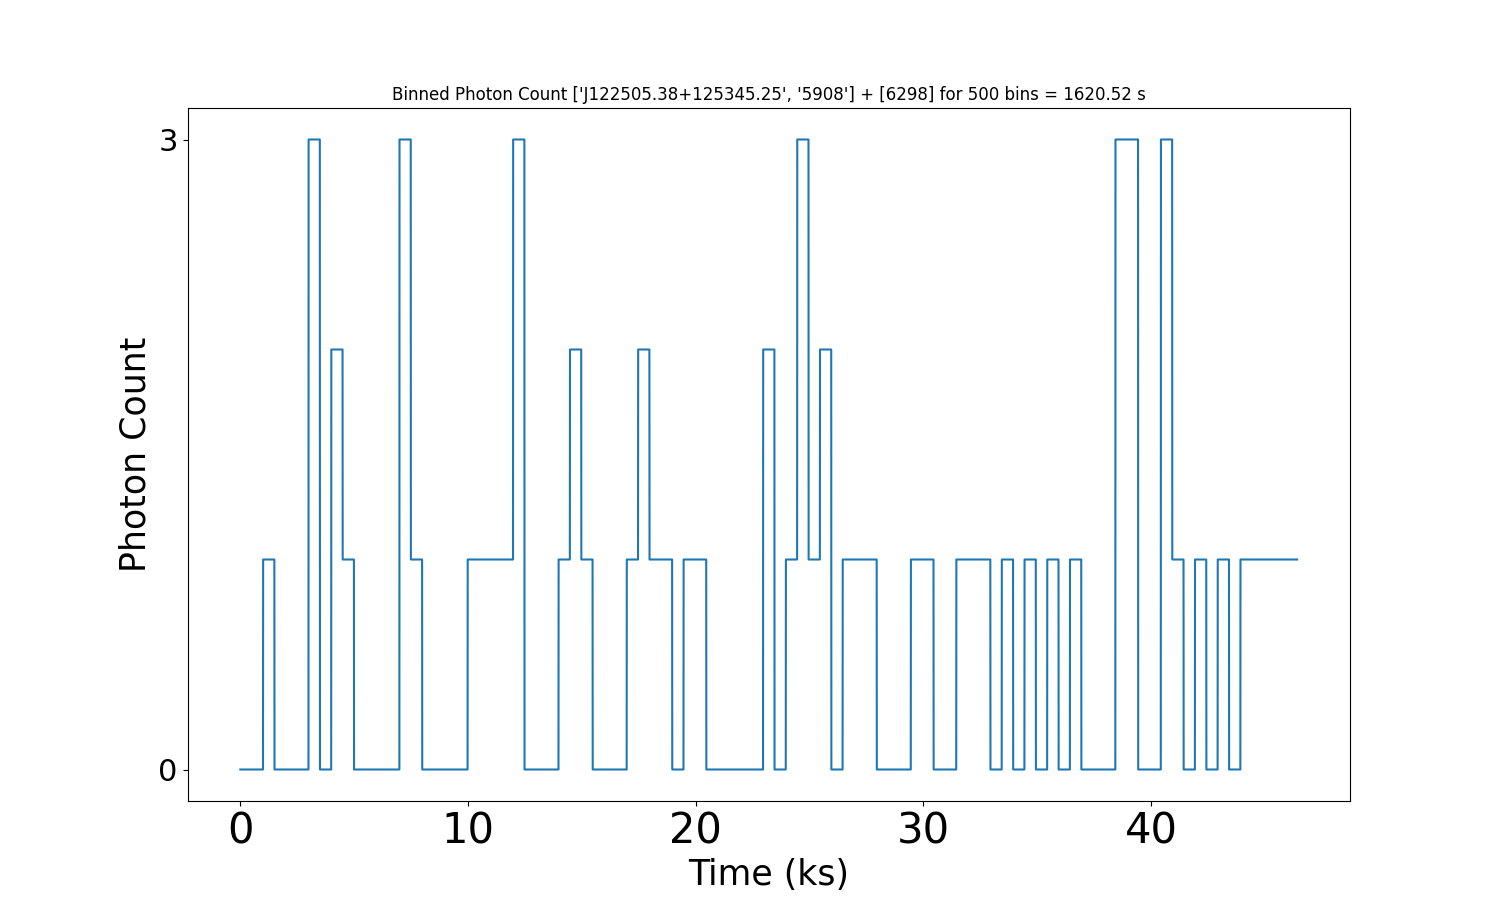 Binned Photon Count ['J122505.38+125345.25', '5908'] + [6298] for 500 bins = 1620.52 s
3
Photon Count
0
0 10 20 30 40
Time (ks)